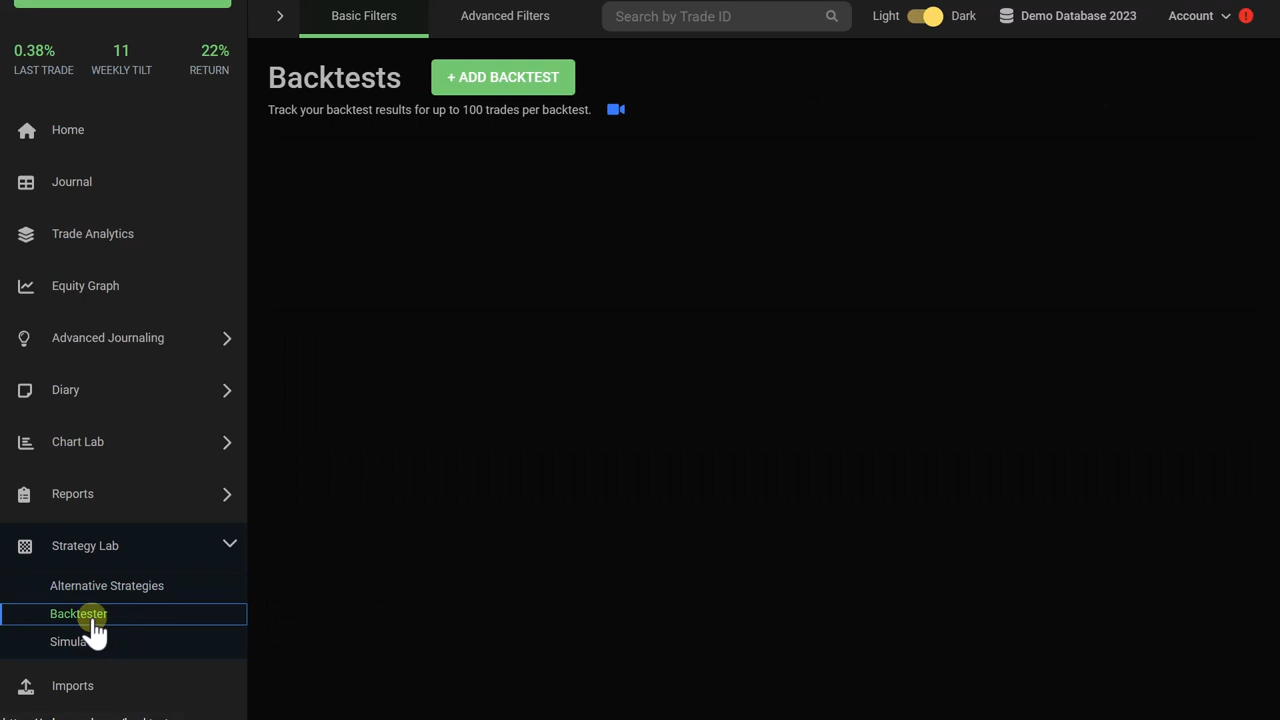 Basic Filters
Advanced Filters
Search by Trade ID
Light
Dark
Demo Database 2023
Account
0.38%
LAST TRADE
11
WEEKLY TILT
22%
RETURN
Home
Journal
Trade Analytics
Equity Graph
Advanced Journaling
Diary
Chart Lab
Reports
Strategy Lab
Alternative Strategies
Backtester
Simula
Imports
Backtests
+ ADD BACKTEST
Track your backtest results for up to 100 trades per backtest.